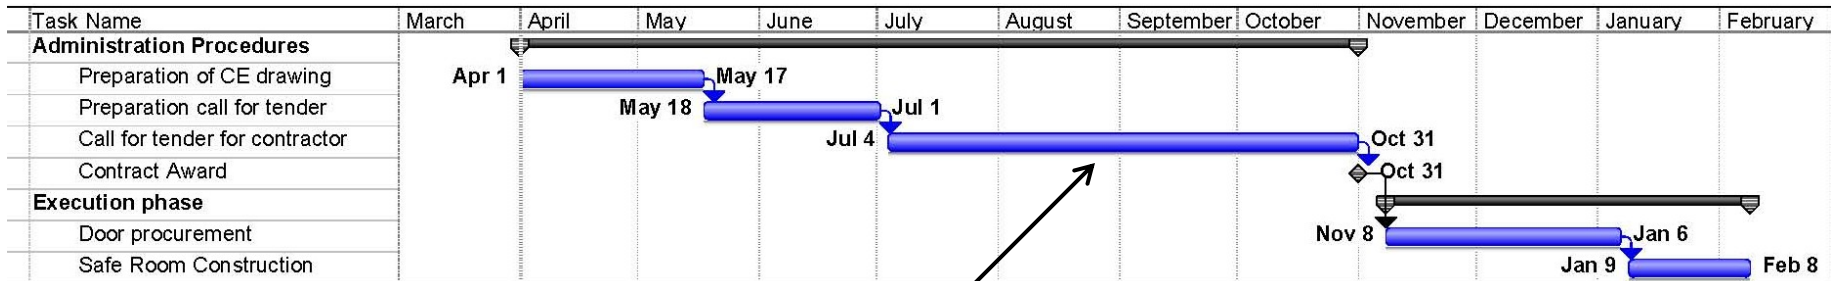 Task Name March April May June July August September October November December January February
Administration Procedures
Preparation of CE drawing Apr 1 May 17
Preparation call for tender May 18 Jul 1
Call for tender for contractor Jul 4 Oct 31
Contract Award Oct 31
Execution phase
Door procurement Nov 8 Jan 6
Safe Room Construction Jan 9 Feb 8